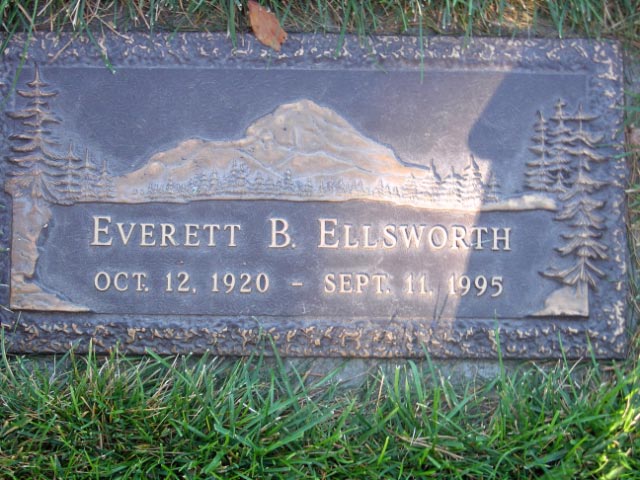 Everett B. Ellsworth
Oct. 12, 1920 - Sept. 11, 1995